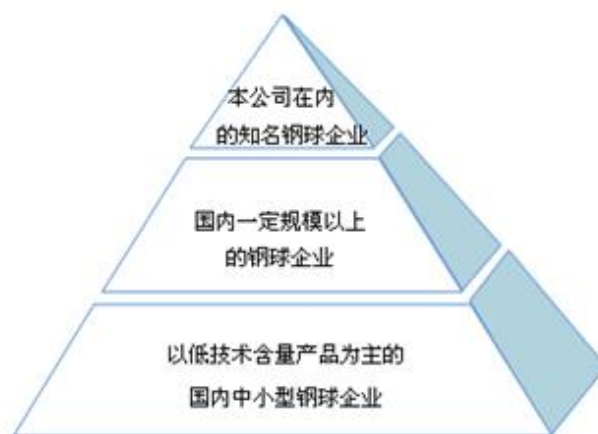 本公司在内
的知名钢球企业
国内一定规模以上
的钢球企业
以低技术含量产品为主的
国内中小型钢球企业